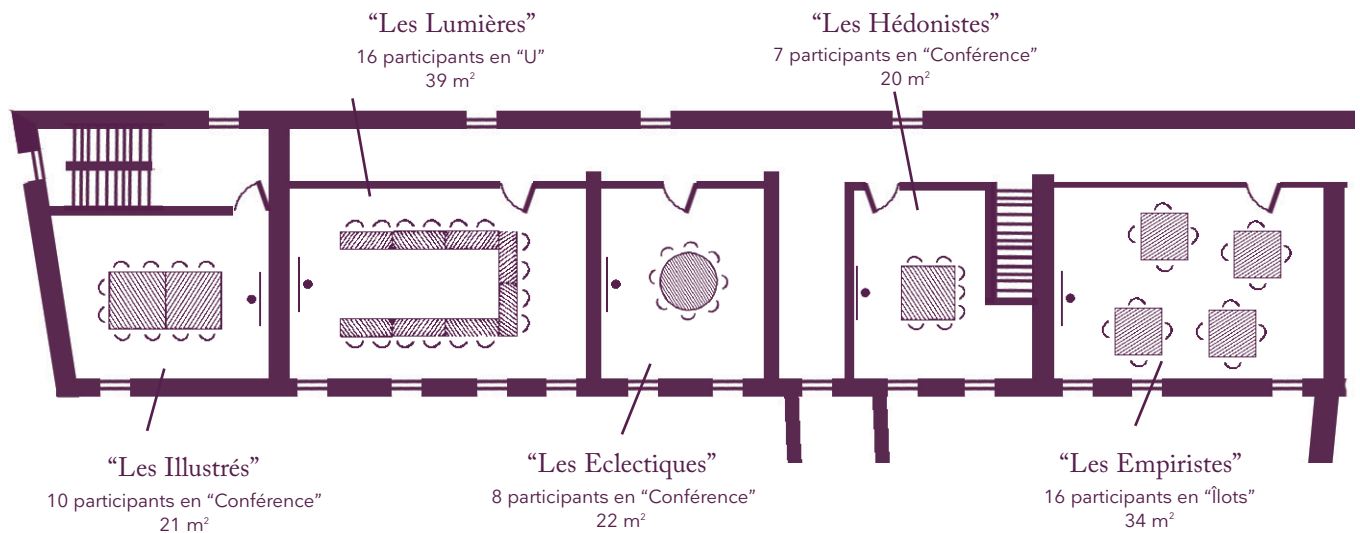 “Les Lumières”
16 participants en “U”
39 m²
“Les Hédonistes”
7 participants en “Conférence”
20 m²
“Les Illustrés”
10 participants en “Conférence”
21 m²
“Les Eclectiques”
8 participants en “Conférence”
22 m²
“Les Empiristes”
16 participants en “Îlots”
34 m²